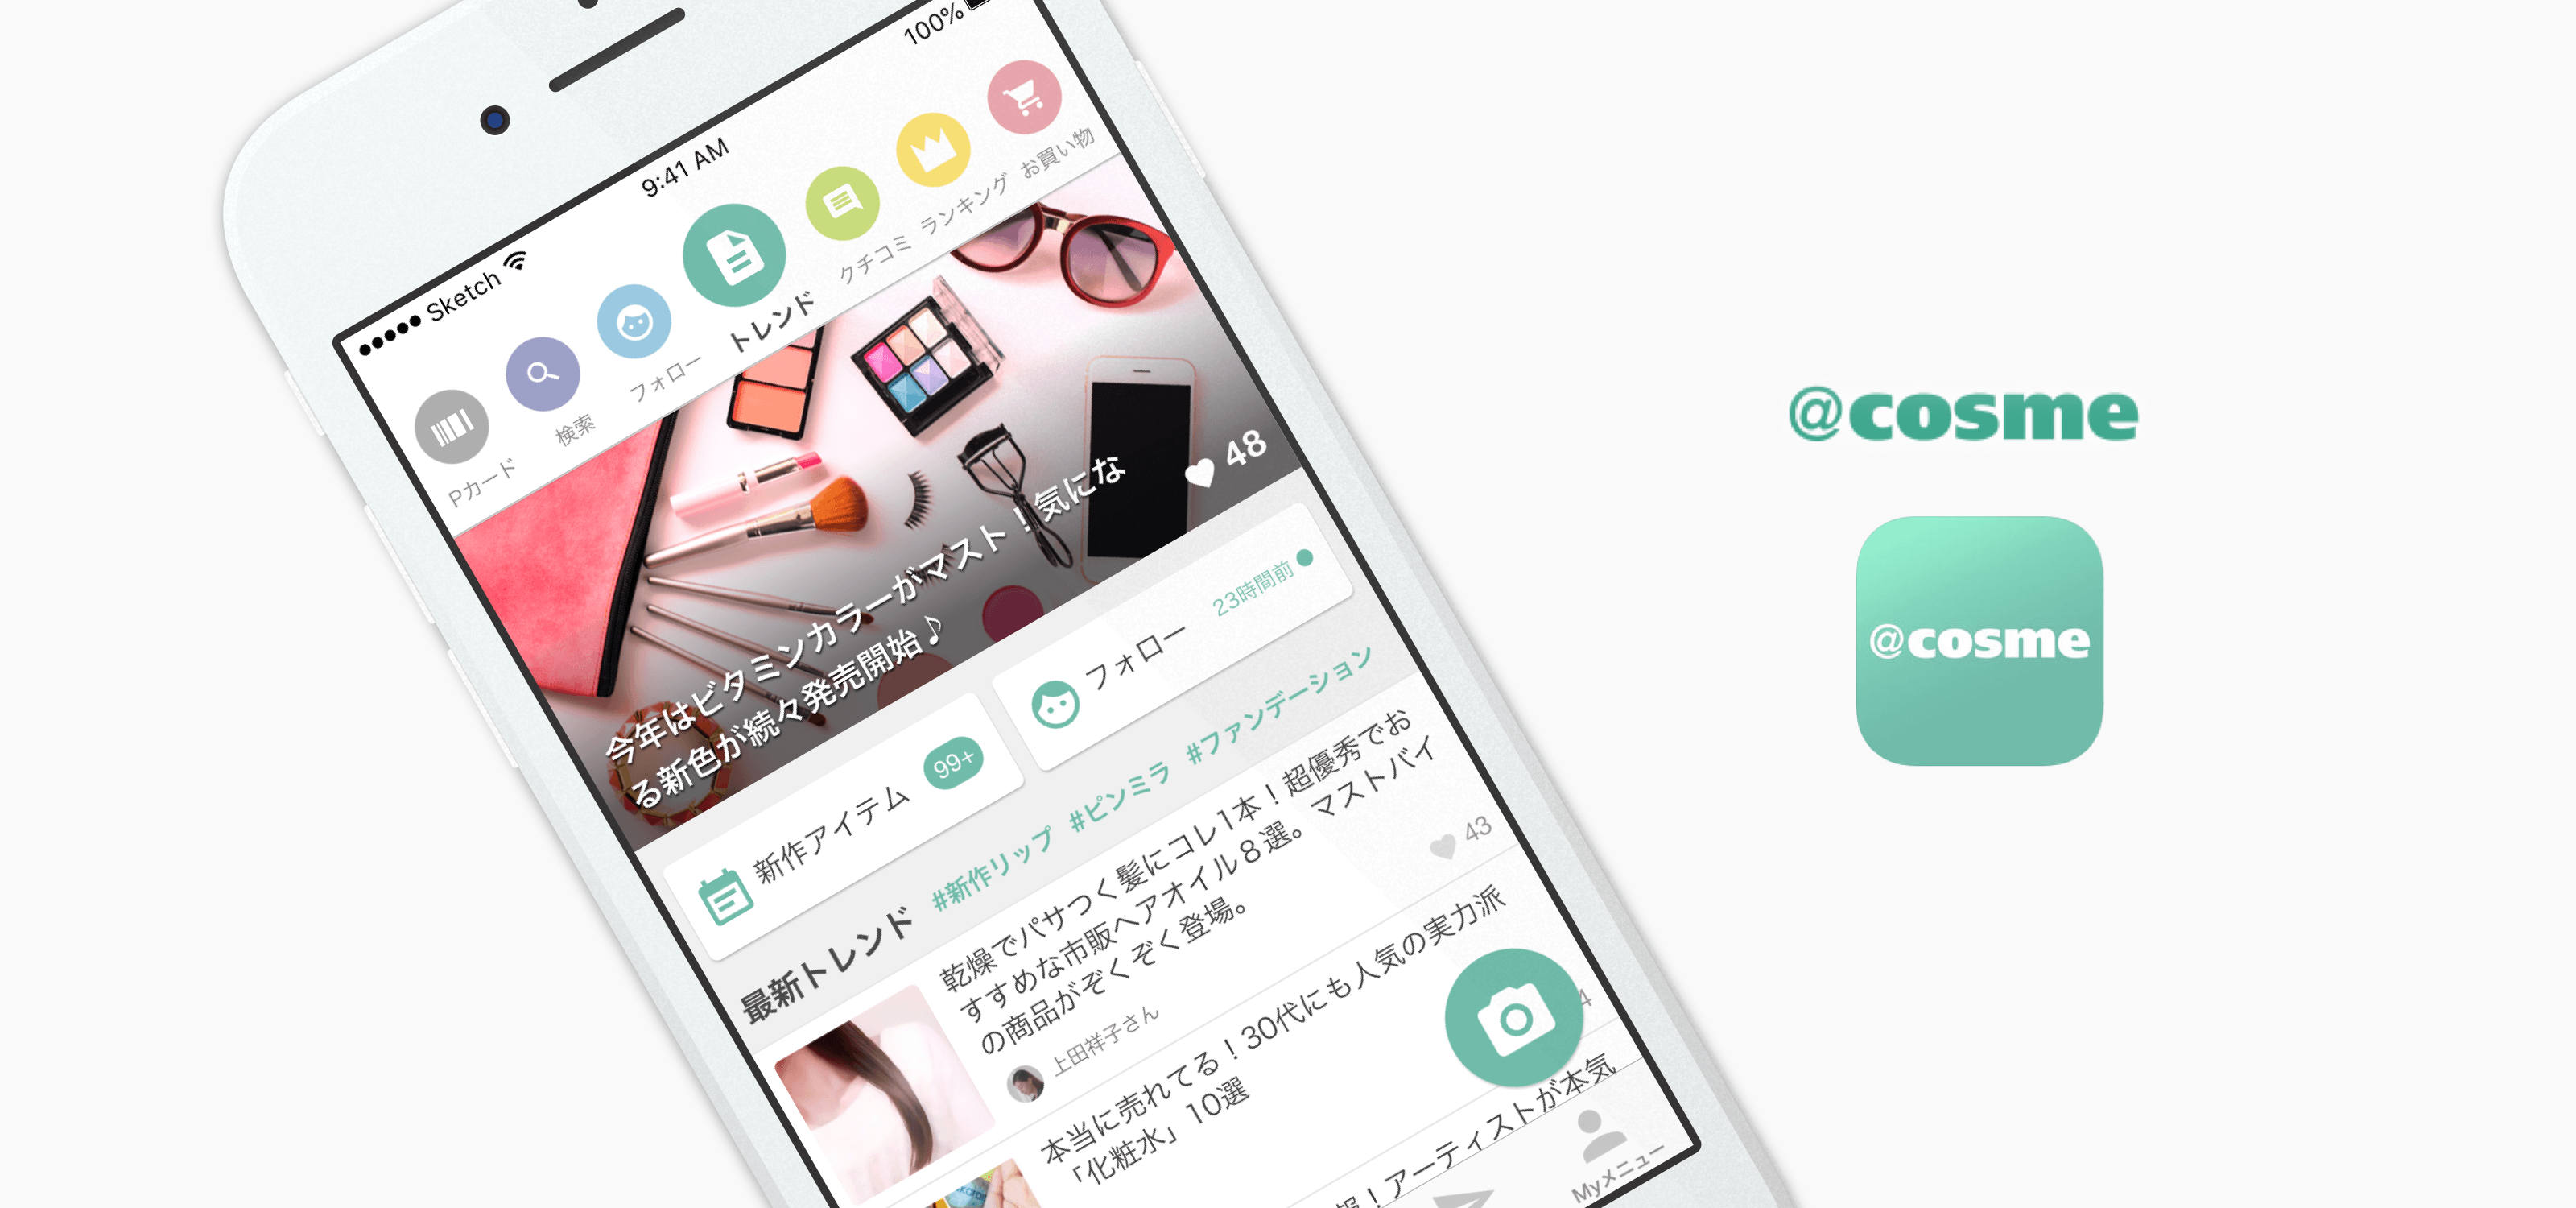 Sketch 9:41 AM 100%
Pカード
検索
フォロー
トレンド
クチコミ
ランキング
お買い物
今年はビタミンカラーがマスト！気にな
る新色が続々発売開始♪
48
新作アイテム 99+
フォロー 23時間前
最新トレンド #新作リップ #ピンミラ #ファンデーション
乾燥でパサつく髪にコレ1本！超優秀でお
すすめな市販ヘアオイル８選。マストバイ
の商品がぞくぞく登場。
上田祥子さん
43
本当に売れてる！30代にも人気の実力派
「化粧水」10選
4
！アーティストが本気
Myメニュー
@cosme
@cosme